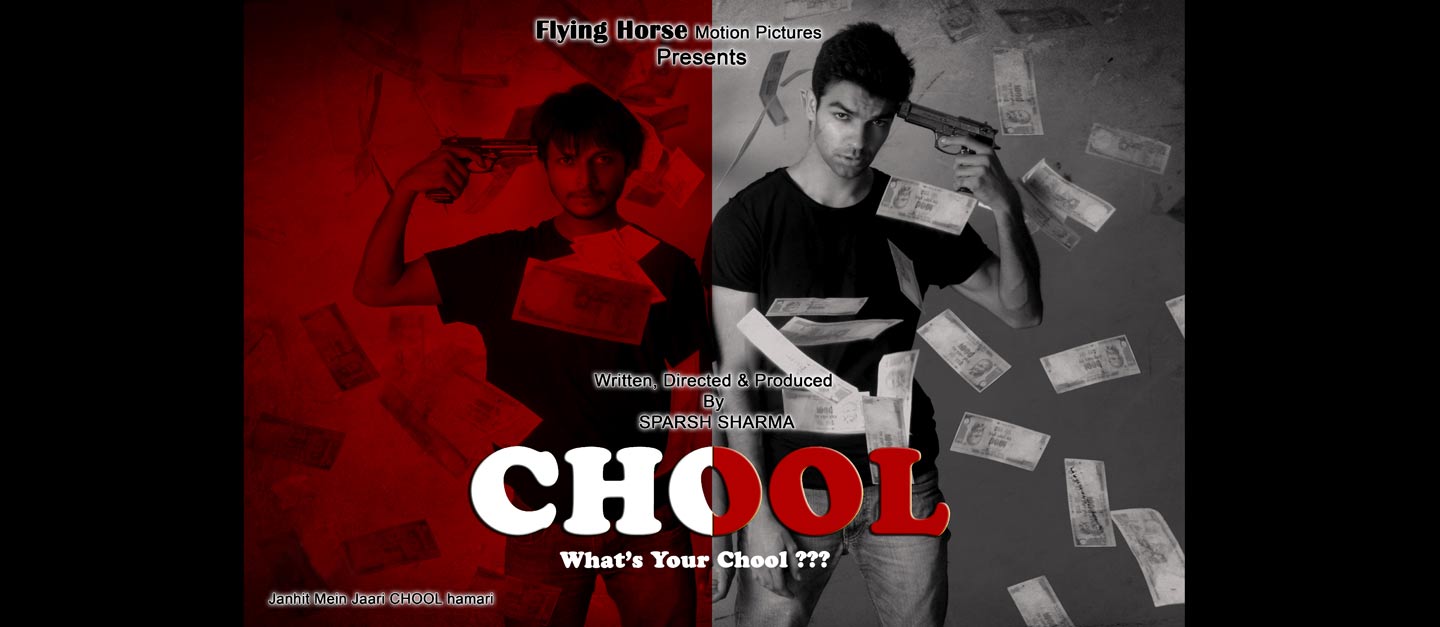 Flying Horse Motion Pictures
Presents
Written, Directed & Produced
By
SPARSH SHARMA
CHOOL
What's Your Chool ???
Janhit Mein Jaari CHOOL hamari